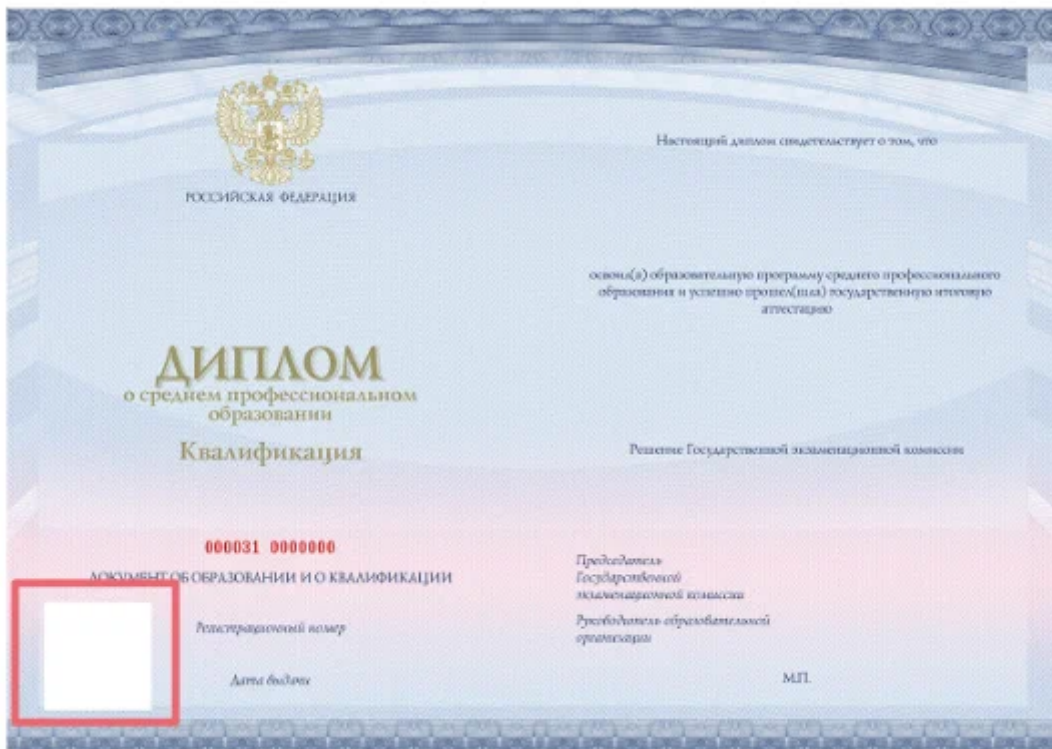 РОССИЙСКАЯ ФЕДЕРАЦИЯ
ДИПЛОМ
о среднем профессиональном
образовании
Квалификация
000031 0000000
ДОКУМЕНТ ОБ ОБРАЗОВАНИИ И О КВАЛИФИКАЦИИ
Регистрационный номер
Дата выдачи
Настоящий диплом свидетельствует о том, что
освоил(а) образовательную программу среднего профессионального
образования и успешно прошел(шла) государственную итоговую
аттестацию
Решение Государственной экзаменационной комиссии
Председатель
Государственной
экзаменационной комиссии
Руководитель образовательной
организации
М.П.